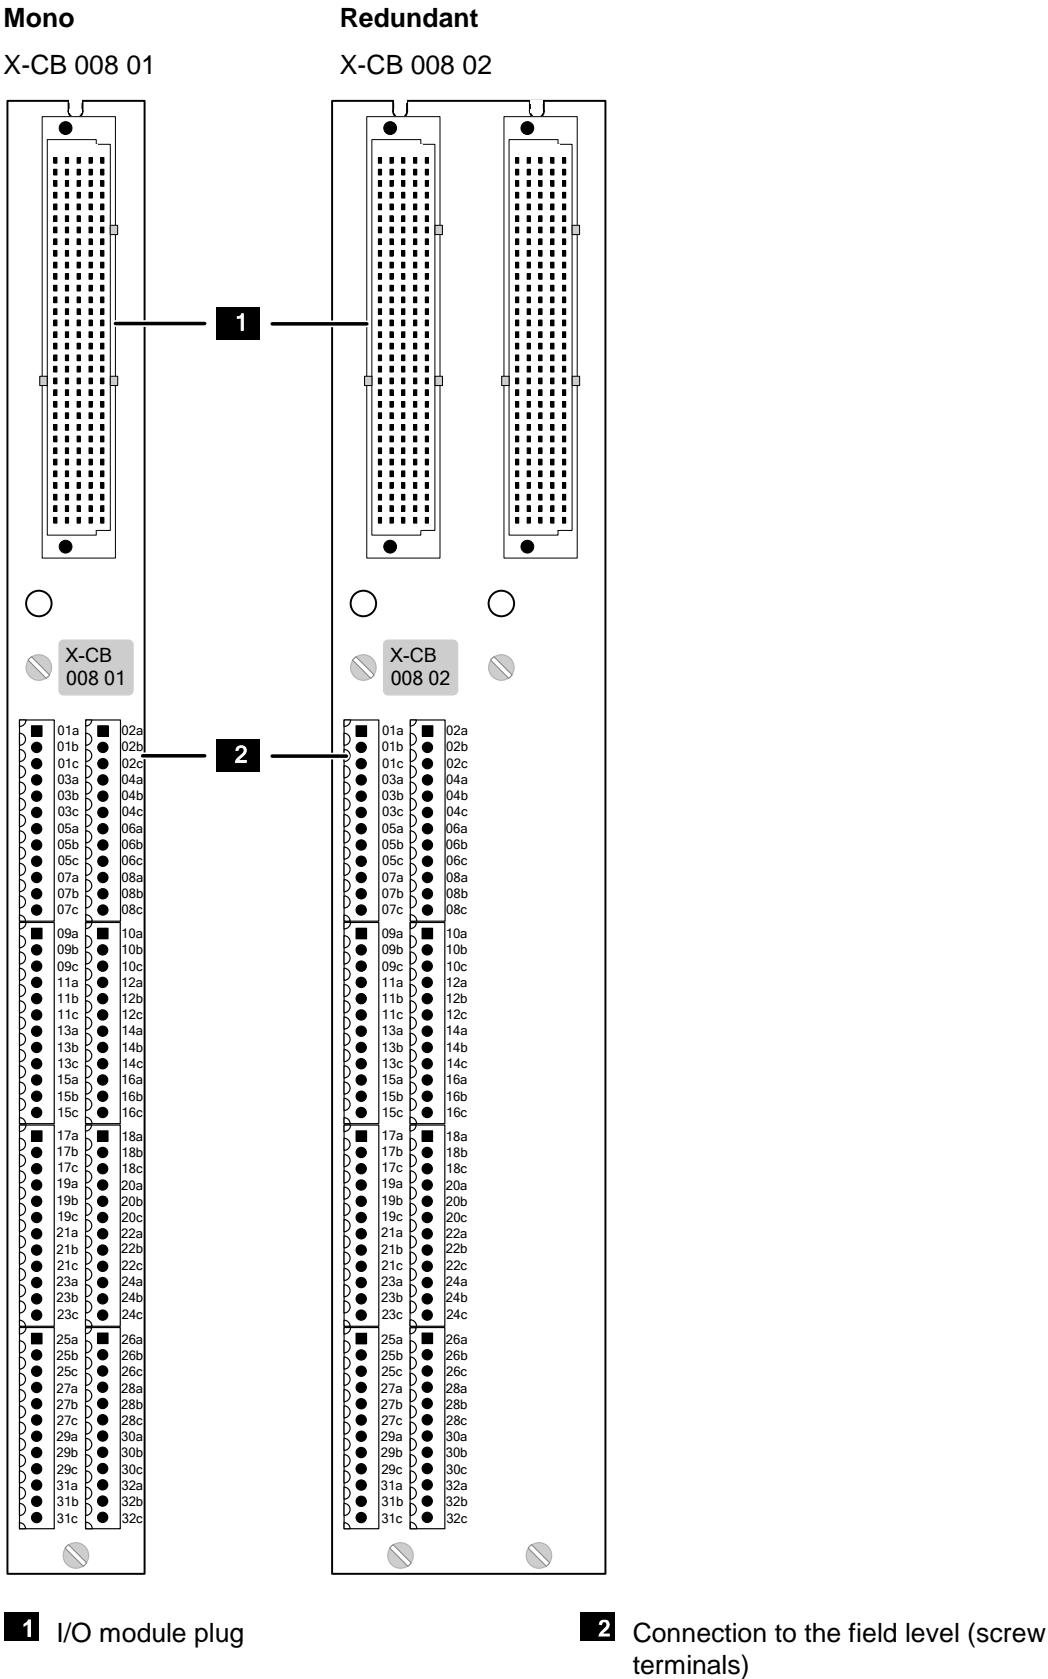 Mono Redundant
X-CB 008 01 X-CB 008 02
1
X-CB X-CB
008 01 008 02
01a 02a 01a 02a
01b 02b 01b 02b
2
01c 02c 01c 02c
03a 04a 03a 04a
03b 04b 03b 04b
03c 04c 03c 04c
05a 06a 05a 06a
05b 06b 05b 06b
05c 06c 05c 06c
07a 08a 07a 08a
07b 08b 07b 08b
07c 08c 07c 08c
09a 10a 09a 10a
09b 10b 09b 10b
09c 10c 09c 10c
11a 12a 11a 12a
11b 12b 11b 12b
11c 12c 11c 12c
13a 14a 13a 14a
13b 14b 13b 14b
13c 14c 13c 14c
15a 16a 15a 16a
15b 16b 15b 16b
15c 16c 15c 16c
17a 18a 17a 18a
17b 18b 17b 18b
17c 18c 17c 18c
19a 20a 19a 20a
19b 20b 19b 20b
19c 20c 19c 20c
21a 22a 21a 22a
21b 22b 21b 22b
21c 22c 21c 22c
23a 24a 23a 24a
23b 24b 23b 24b
23c 24c 23c 24c
25a 26a 25a 26a
25b 26b 25b 26b
25c 26c 25c 26c
27a 28a 27a 28a
27b 28b 27b 28b
27c 28c 27c 28c
29a 30a 29a 30a
29b 30b 29b 30b
29c 30c 29c 30c
31a 32a 31a 32a
31b 32b 31b 32b
31c 32c 31c 32c
1 I/O module plug
2 Connection to the field level (screw
terminals)